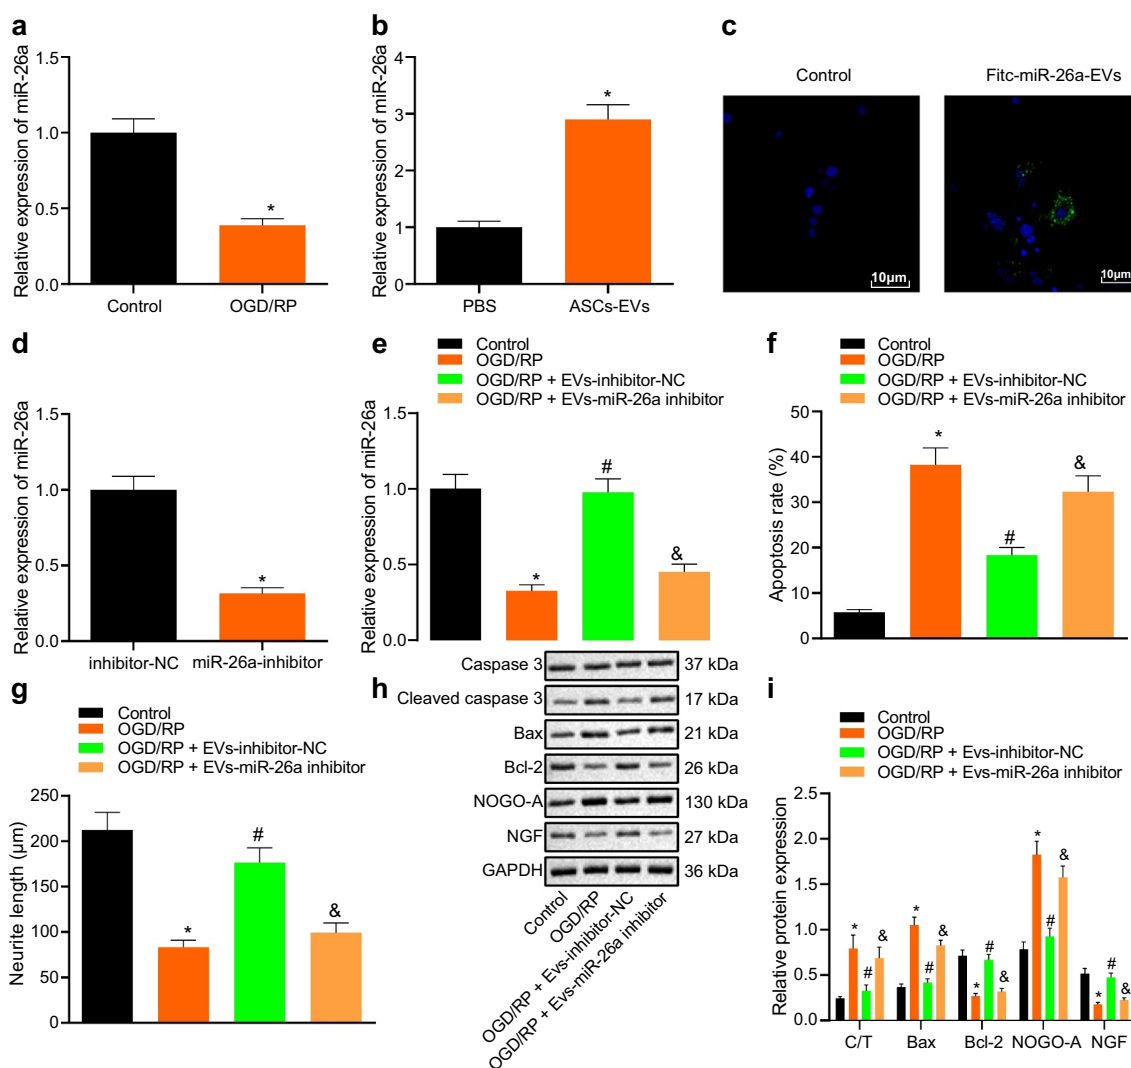 a
Relative expression of miR-26a
1.5
1.0
0.5
0.0
*
Control
OGD/RP
b
Relative expression of miR-26a
4
3
2
1
0
*
PBS
ASCs-EVs
c
Control
Fitc-miR-26a-EVs
10μm
10μm
d
Relative expression of miR-26a
1.5
1.0
0.5
0.0
*
inhibitor-NC
miR-26a-inhibitor
e
Control
OGD/RP
OGD/RP + EVs-inhibitor-NC
OGD/RP + EVs-miR-26a inhibitor
Relative expression of miR-26a
1.5
1.0
0.5
0.0
*
#
&
f
Control
OGD/RP
OGD/RP + EVs-inhibitor-NC
OGD/RP + EVs-miR-26a inhibitor
Apoptosis rate (%)
50
40
30
20
10
0
*
#
&
g
Control
OGD/RP
OGD/RP + EVs-inhibitor-NC
OGD/RP + EVs-miR-26a inhibitor
Neurite length (μm)
250
200
150
100
50
0
*
#
&
h
Caspase 3 37 kDa
Cleaved caspase 3 17 kDa
Bax 21 kDa
Bcl-2 26 kDa
NOGO-A 130 kDa
NGF 27 kDa
GAPDH 36 kDa
Control
OGD/RP
OGD/RP + Evs-inhibitor-NC
OGD/RP + Evs-miR-26a inhibitor
i
Control
OGD/RP
OGD/RP + Evs-inhibitor-NC
OGD/RP + Evs-miR-26a inhibitor
Relative protein expression
2.5
2.0
1.5
1.0
0.5
0.0
*
#
&
*
#
&
*
#
&
*
#
&
*
#
&
C/T
Bax
Bcl-2
NOGO-A
NGF